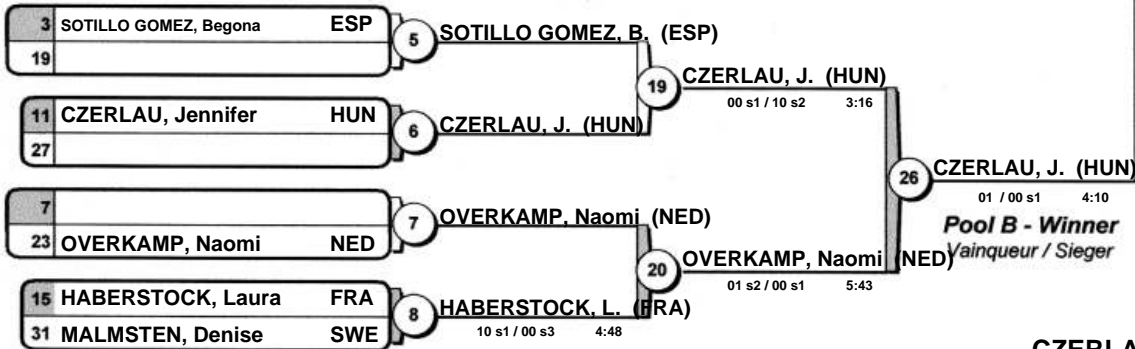 3 SOTILLO GOMEZ, Begona ESP
19
5
SOTILLO GOMEZ, B. (ESP)
11 CZERLAU, Jennifer HUN
27
6
CZERLAU, J. (HUN)
19
CZERLAU, J. (HUN)
00 s1 / 10 s2 3:16
7
23 OVERKAMP, Naomi NED
7
OVERKAMP, Naomi (NED)
15 HABERSTOCK, Laura FRA
31 MALMSTEN, Denise SWE
8
HABERSTOCK, L. (FRA)
10 s1 / 00 s3 4:48
20
OVERKAMP, Naomi (NED)
01 s2 / 00 s1 5:43
26
CZERLAU, J. (HUN)
01 / 00 s1 4:10
Pool B - Winner
Vainqueur / Sieger